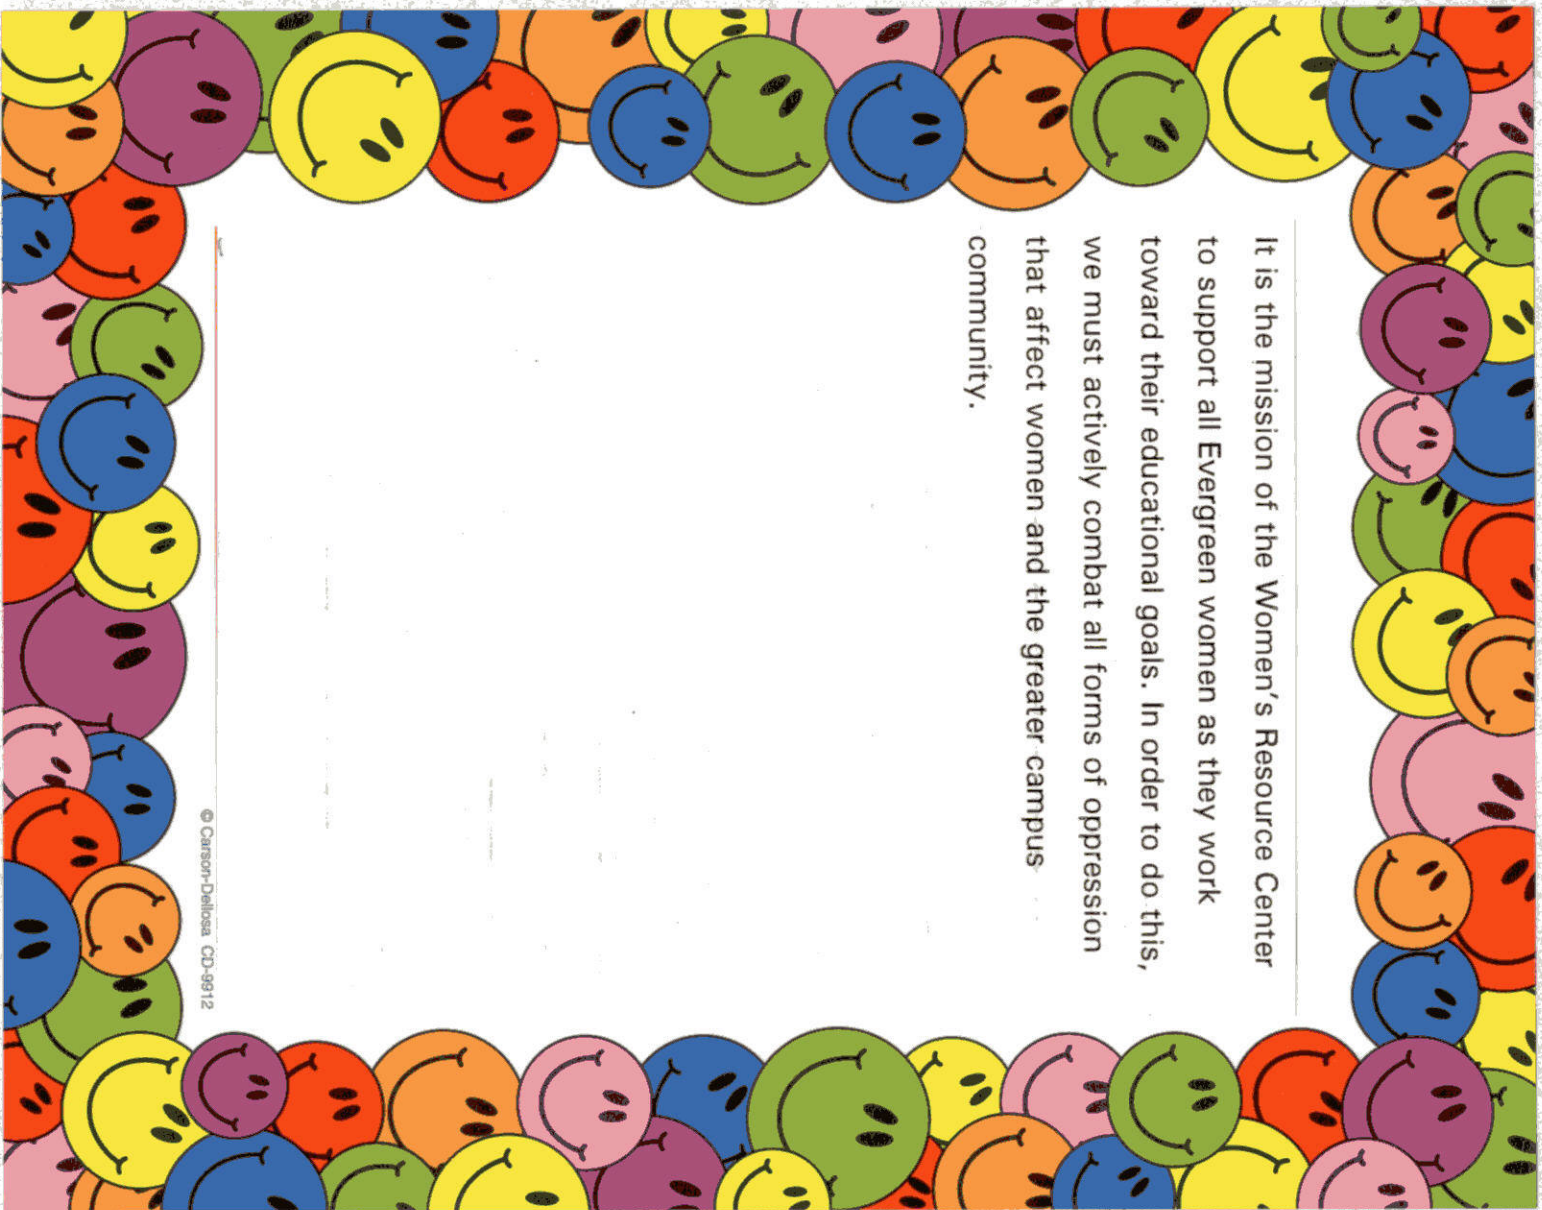 It is the mission of the Women's Resource Center
to support all Evergreen women as they work
toward their educational goals. In order to do this,
we must actively combat all forms of oppression
that affect women and the greater campus
community.
© Carson-Dellosa CD-9912